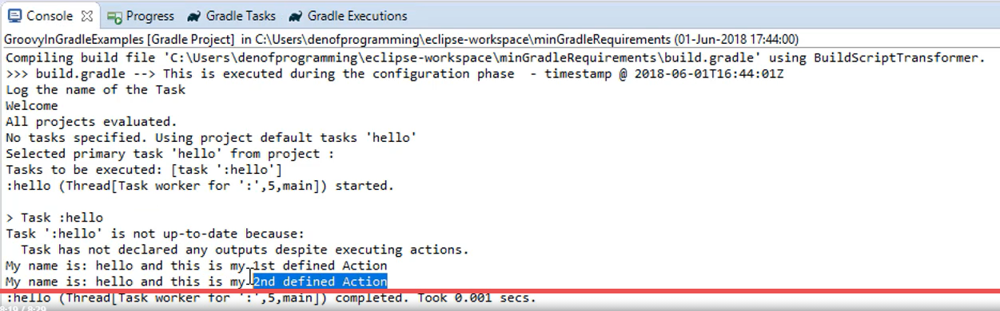 Console Progress Gradle Tasks Gradle Executions
GroovyInGradleExamples [Gradle Project] in C:\Users\denofprogramming\eclipse-workspace\minGradleRequirements (01-Jun-2018 17:44:00)
Compiling build file 'C:\Users\denofprogramming\eclipse-workspace\minGradleRequirements\build.gradle' using BuildScriptTransformer.
>>> build.gradle --> This is executed during the configuration phase  - timestamp @ 2018-06-01T16:44:01Z
Log the name of the Task
Welcome
All projects evaluated.
No tasks specified. Using project default tasks 'hello'
Selected primary task 'hello' from project :
Tasks to be executed: [task ':hello']
:hello (Thread[Task worker for ':',5,main]) started.
> Task :hello
Task ':hello' is not up-to-date because:
  Task has not declared any outputs despite executing actions.
My name is: hello and this is my 1st defined Action
My name is: hello and this is my 2nd defined Action
:hello (Thread[Task worker for ':',5,main]) completed. Took 0.001 secs.
8:19 / 8:29